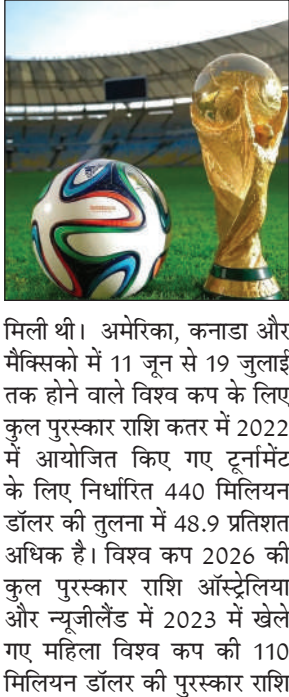 मिली थी। अमेरिका, कनाडा और
मैक्सिको में 11 जून से 19 जुलाई
तक होने वाले विश्व कप के लिए
कुल पुरस्कार राशि कतर में 2022
में आयोजित किए गए टूर्नामेंट
के लिए निर्धारित 440 मिलियन
डॉलर की तुलना में 48.9 प्रतिशत
अधिक है। विश्व कप 2026 की
कुल पुरस्कार राशि ऑस्ट्रेलिया
और न्यूजीलैंड में 2023 में खेले
गए महिला विश्व कप की 110
मिलियन डॉलर की पुरस्कार राशि